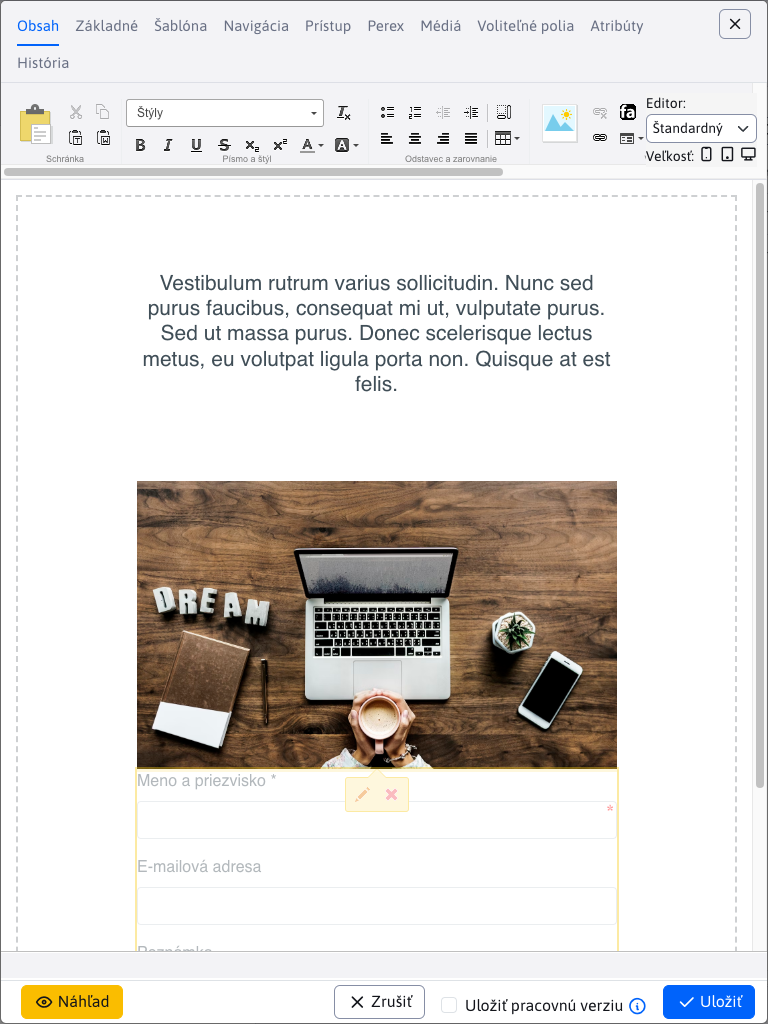 Obsah Základné Šablóna Navigácia Prístup Perex Médiá Voliteľné polia Atribúty
História
Štýly
Editor:
Štandardný
Veľkosť:
Schránka Písmo a štýl Odstavec a zarovnanie
Vestibulum rutrum varius sollicitudin. Nunc sed
purus faucibus, consequat mi ut, vulputate purus.
Sed ut massa purus. Donec scelerisque lectus
metus, eu volutpat ligula porta non. Quisque at est
felis.
DREAM
Meno a priezvisko *
*
E-mailová adresa
Poznámka
Náhľad Zrušiť Uložiť pracovnú verziu Uložiť